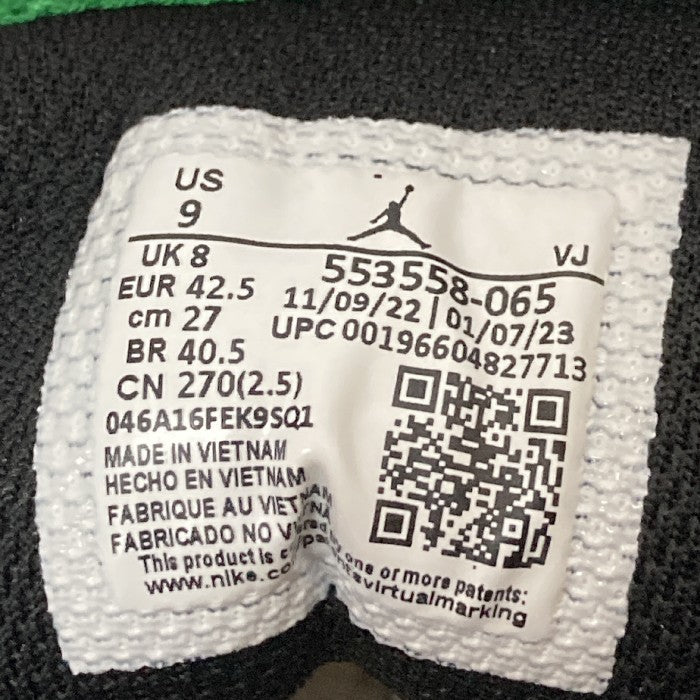 US
9
VJ
UK 8
EUR 42.5
cm 27
BR 40.5
CN 270(2.5)
046A16FEK9SQ1
553558-065
11/09/22 | 01/07/23
UPC 00196604827713
MADE IN VIETNAM
HECHO EN VIETNAM
FABRIQUE AU VIETNAM
FABRICADO NO
This product is by one or more patents:
www.nike.co virtualmarking